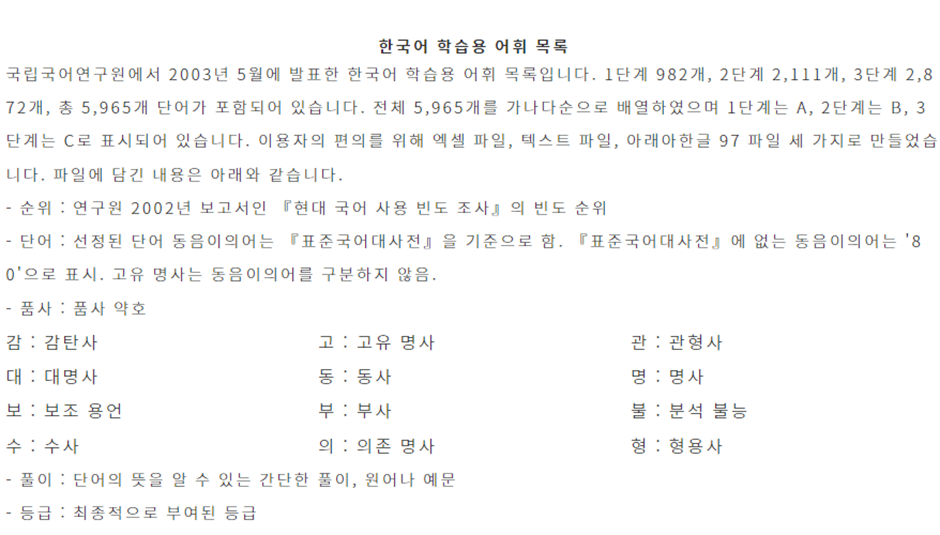 한국어 학습용 어휘 목록
국립국어연구원에서 2003년 5월에 발표한 한국어 학습용 어휘 목록입니다. 1단계 982개, 2단계 2,111개, 3단계 2,8
72개, 총 5,965개 단어가 포함되어 있습니다. 전체 5,965개를 가나다순으로 배열하였으며 1단계는 A, 2단계는 B, 3
단계는 C로 표시되어 있습니다. 이용자의 편의를 위해 엑셀 파일, 텍스트 파일, 아래아한글 97 파일 세 가지로 만들었습
니다. 파일에 담긴 내용은 아래와 같습니다.
- 순위 : 연구원 2002년 보고서인 『현대 국어 사용 빈도 조사』의 빈도 순위
- 단어 : 선정된 단어 동음이의어는 『표준국어대사전』을 기준으로 함. 『표준국어대사전』에 없는 동음이의어는 '8
0'으로 표시. 고유 명사는 동음이의어를 구분하지 않음.
- 품사 : 품사 약호
감 : 감탄사 고 : 고유 명사 관 : 관형사
대 : 대명사 동 : 동사 명 : 명사
보 : 보조 용언 부 : 부사 불 : 분석 불능
수 : 수사 의 : 의존 명사 형 : 형용사
- 풀이 : 단어의 뜻을 알 수 있는 간단한 풀이, 원어나 예문
- 등급 : 최종적으로 부여된 등급